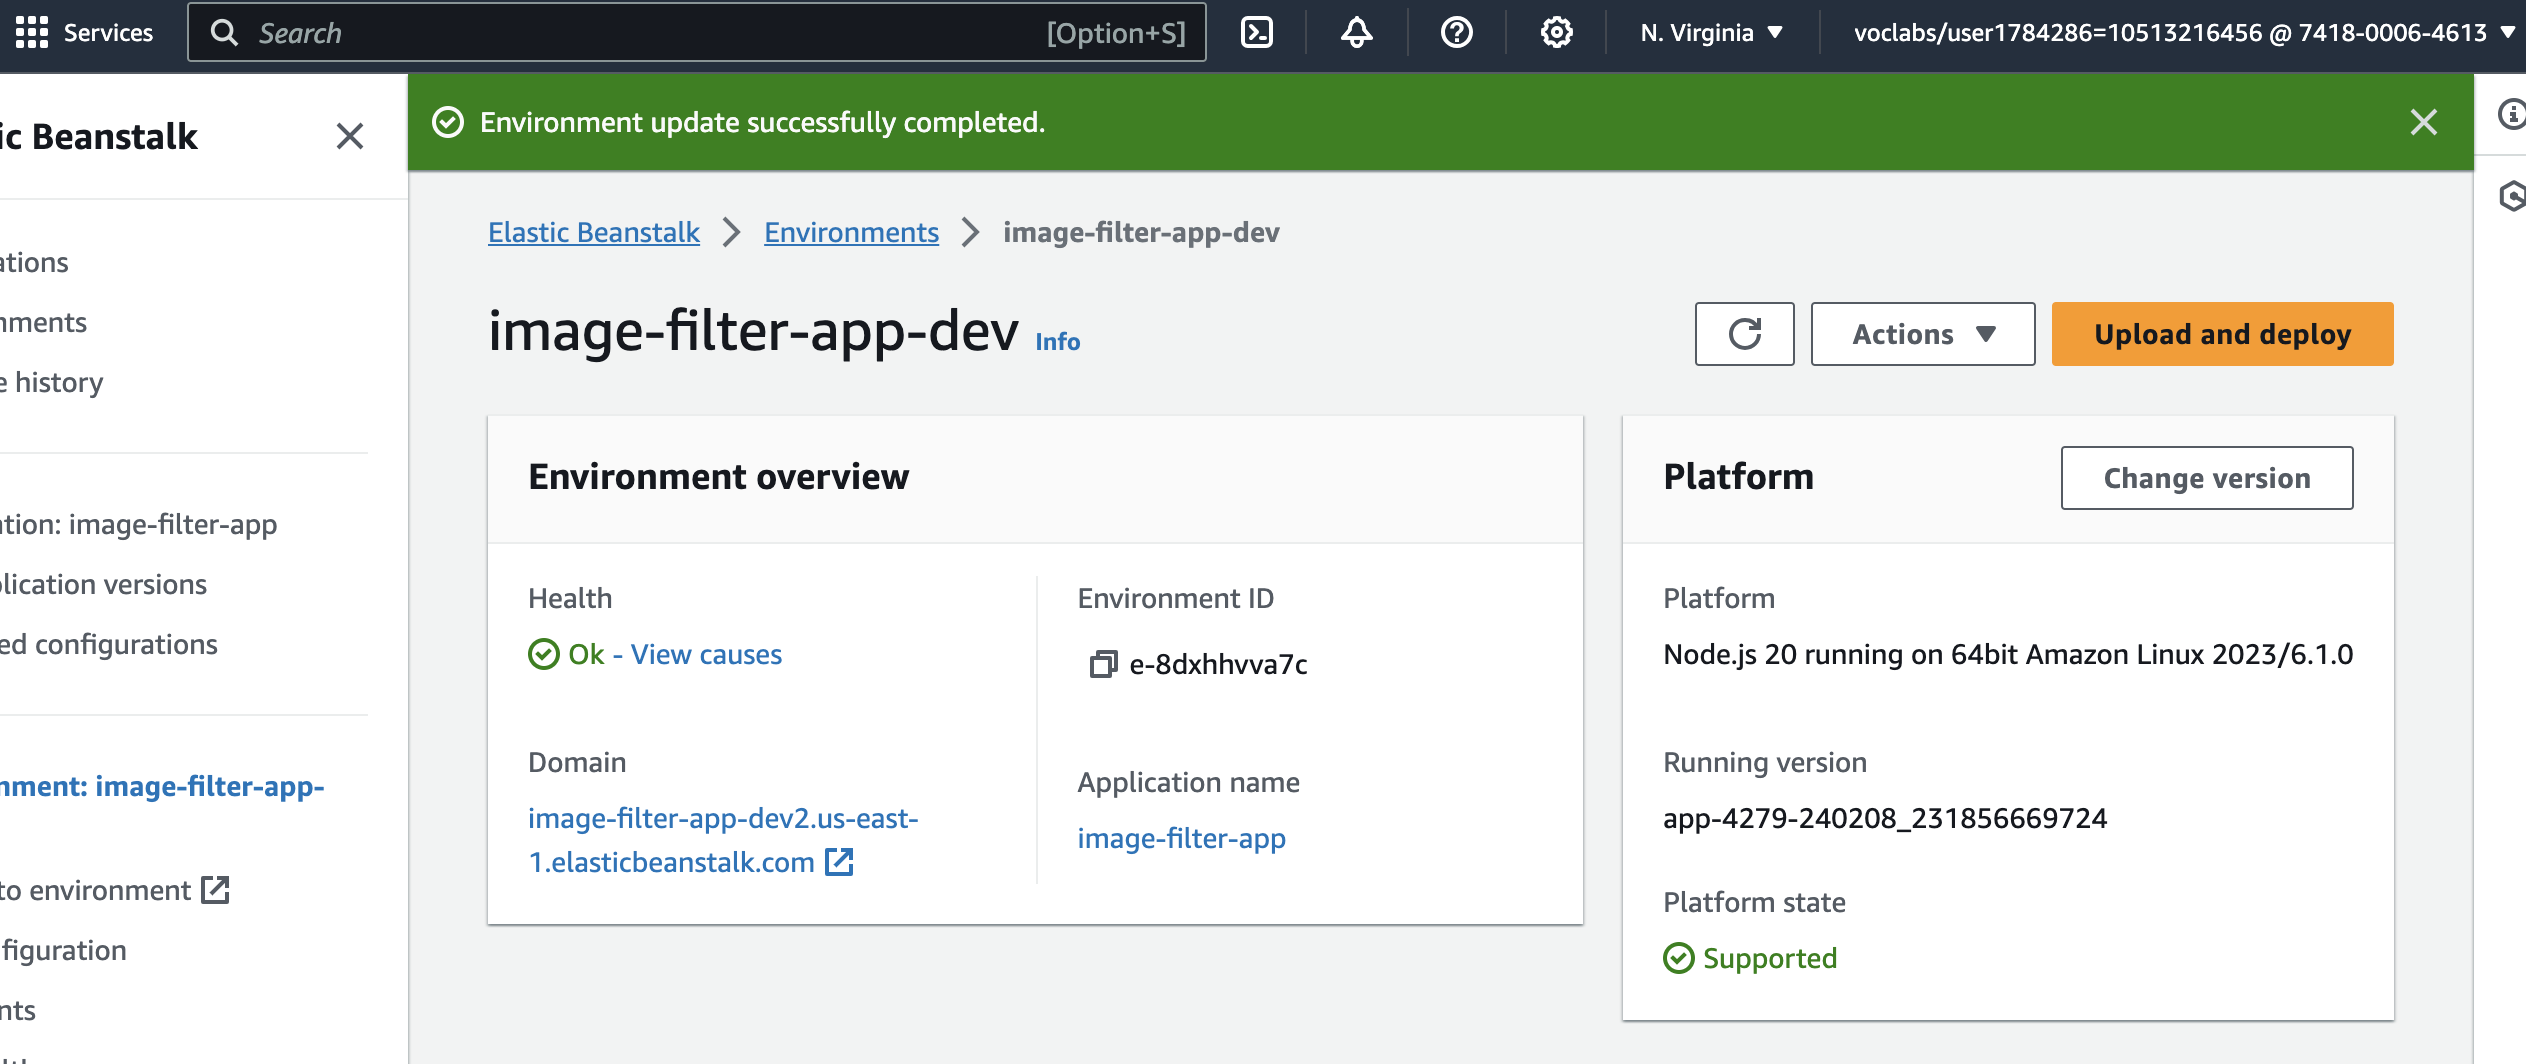 Services
Search [Option+S]
N. Virginia
voclabs/user1784286=10513216456 @ 7418-0006-4613
ic Beanstalk
Environment update successfully completed.
Elastic Beanstalk > Environments > image-filter-app-dev
image-filter-app-dev Info
Actions
Upload and deploy
ations
nments
e history
ation: image-filter-app
plication versions
ed configurations
nment: image-filter-app-
to environment
figuration
nts
Environment overview
Health
Ok - View causes
Domain
image-filter-app-dev2.us-east-
1.elasticbeanstalk.com
Environment ID
e-8dxhhvva7c
Application name
image-filter-app
Platform
Change version
Platform
Node.js 20 running on 64bit Amazon Linux 2023/6.1.0
Running version
app-4279-240208_231856669724
Platform state
Supported